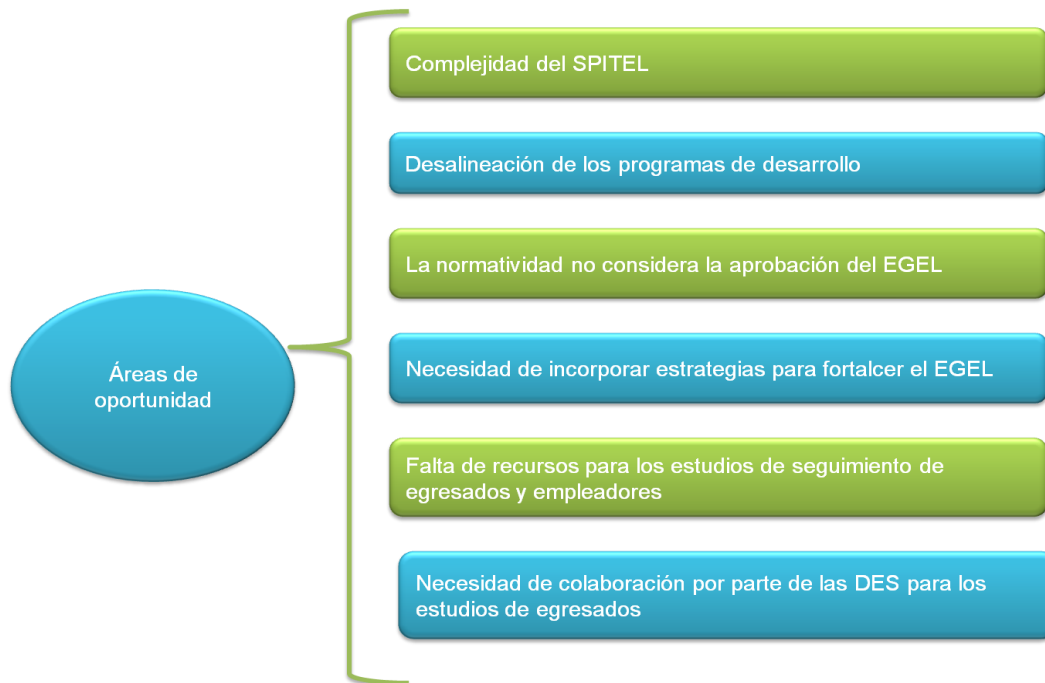 Complejidad del SPITEL
Desalineación de los programas de desarrollo
La normatividad no considera la aprobación del EGEL
Áreas de
oportunidad
Necesidad de incorporar estrategias para fortalcer el EGEL
Falta de recursos para los estudios de seguimiento de
egresados y empleadores
Necesidad de colaboración por parte de las DES para los
estudios de egresados